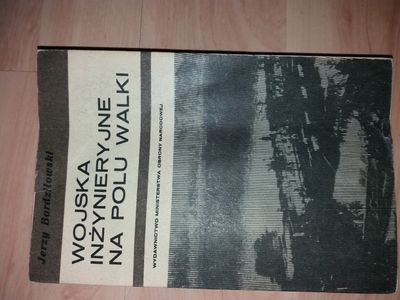 Jerzy Bordziłowski
WOJSKA
INŻYNIERYJNE
NA POLU WALKI
WYDAWNICTWO MINISTERSTWA OBRONY NARODOWEJ